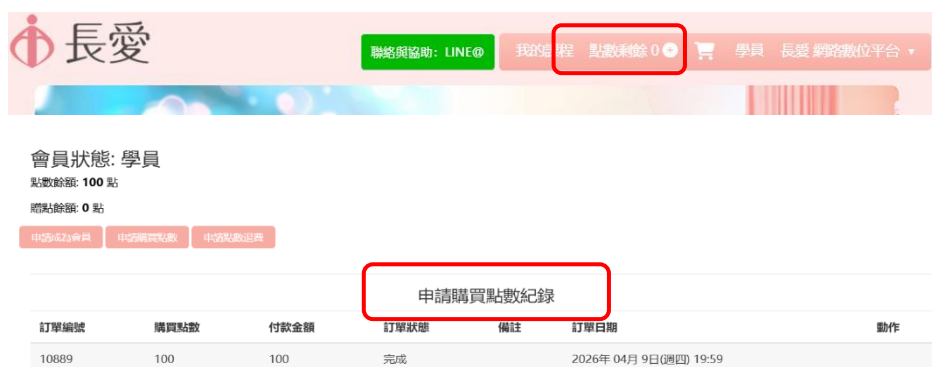 長愛
聯絡與協助: LINE@ 我的課程 點數剩餘 0 學員 長愛 網路數位平台
會員狀態: 學員
點數餘額: 100 點
贈點餘額: 0 點
申請成為會員 申請購買點數 申請點數退費
申請購買點數紀錄
訂單編號 購買點數 付款金額 訂單狀態 備註 訂單日期 動作
10889 100 100 完成 2026年 04月 9日(週四) 19:59